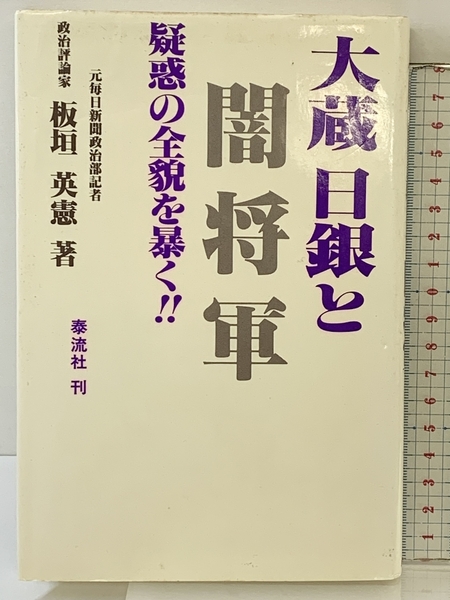 大蔵 日銀と
闇将軍
疑惑の全貌を暴く!!
元毎日新聞政治部記者
政治評論家 板垣 英憲 著
泰流社 刊